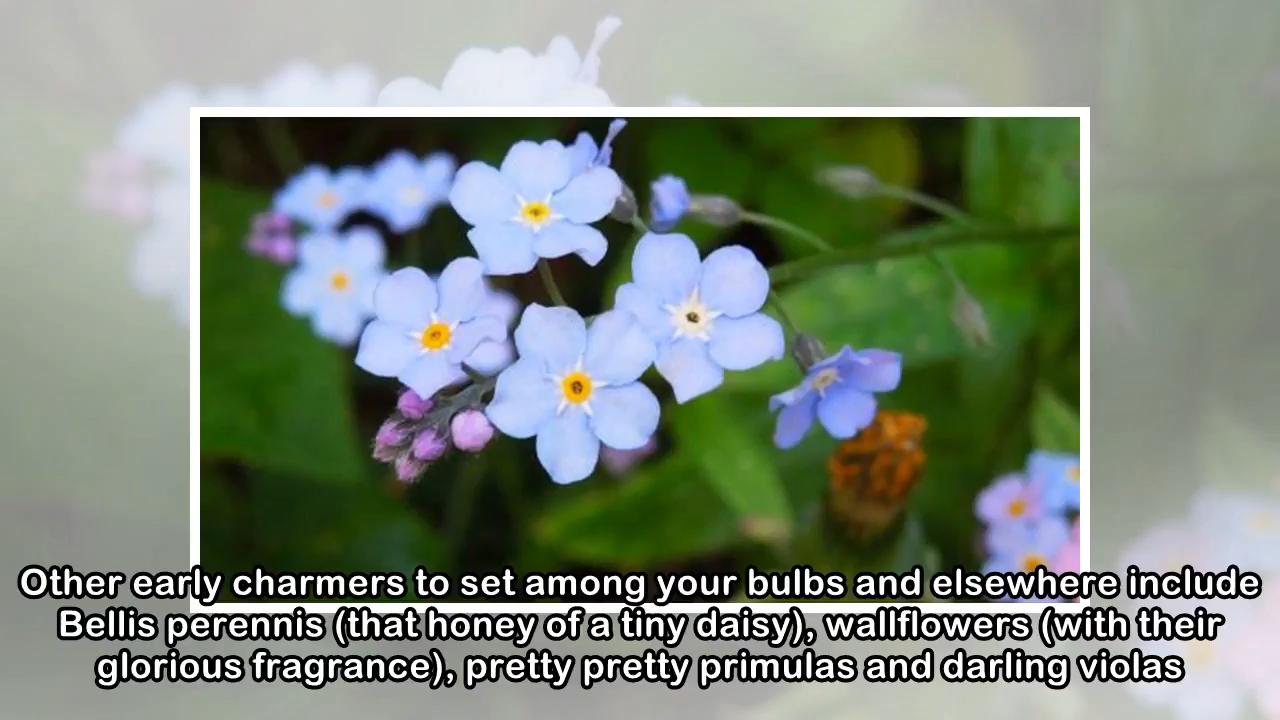 Other early charmers to set among your bulbs and elsewhere include
Bellis perennis (that honey of a tiny daisy), wallflowers (with their
glorious fragrance), pretty pretty primulas and darling violas